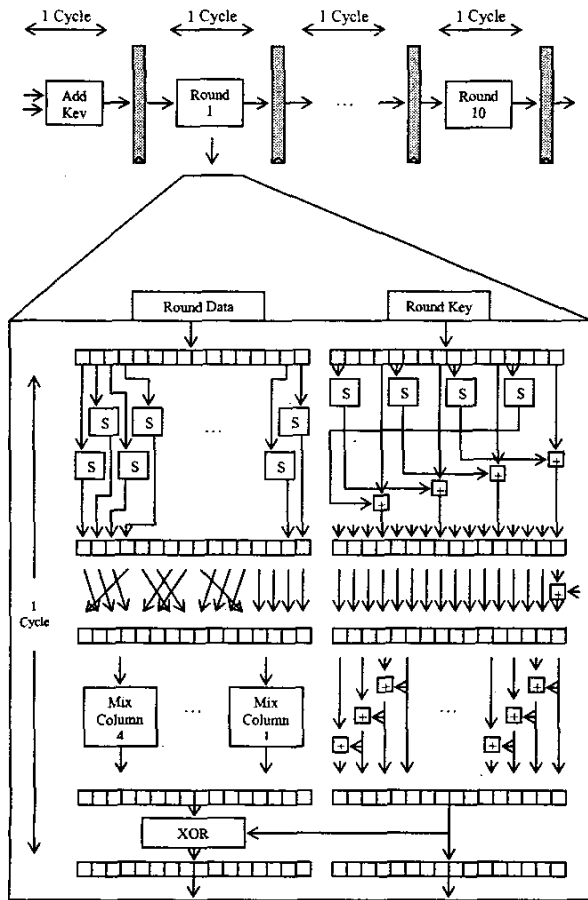 1 Cycle 1 Cycle 1 Cycle 1 Cycle
Add
Key
Round
1
...
Round
10
Round Data
Round Key
S S S S
S S S
...
S S S
+ + + +
1
Cycle
+
Mix
Column
4
...
Mix
Column
1
+ + +
...
+ + +
XOR